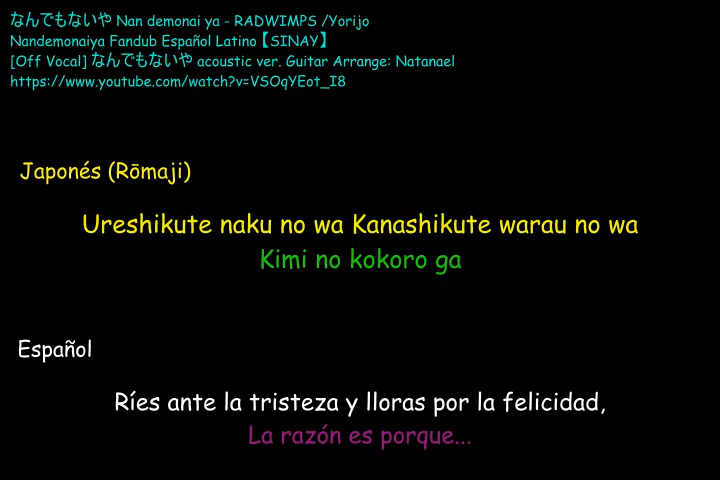 なんでもないや Nan demonai ya - RADWIMPS /Yorijo
Nandemonaiya Fandub Español Latino【SINAY】
[Off Vocal] なんでもないや acoustic ver. Guitar Arrange: Natanael
https://www.youtube.com/watch?v=VSOqYEot_I8
Japonés (Rōmaji)
Ureshikute naku no wa Kanashikute warau no wa
Kimi no kokoro ga
Español
Ríes ante la tristeza y lloras por la felicidad,
La razón es porque...